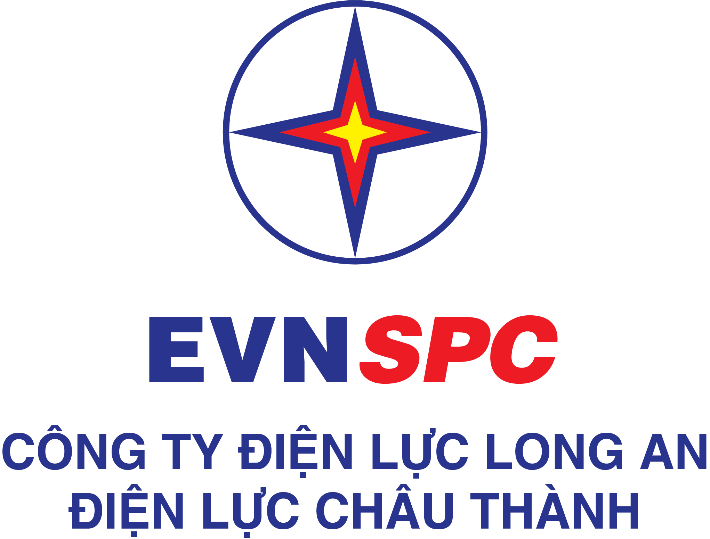 EVNSPC
CÔNG TY ĐIỆN LỰC LONG AN
ĐIỆN LỰC CHÂU THÀNH